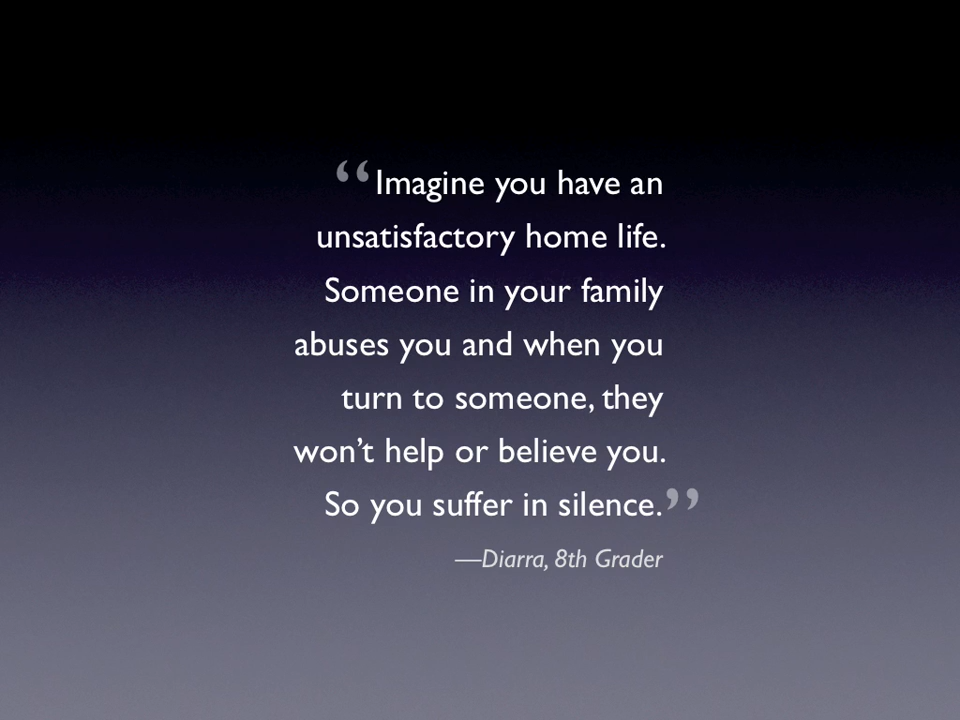 “Imagine you have an
unsatisfactory home life.
Someone in your family
abuses you and when you
turn to someone, they
won’t help or believe you.
So you suffer in silence.”
—Diarra, 8th Grader